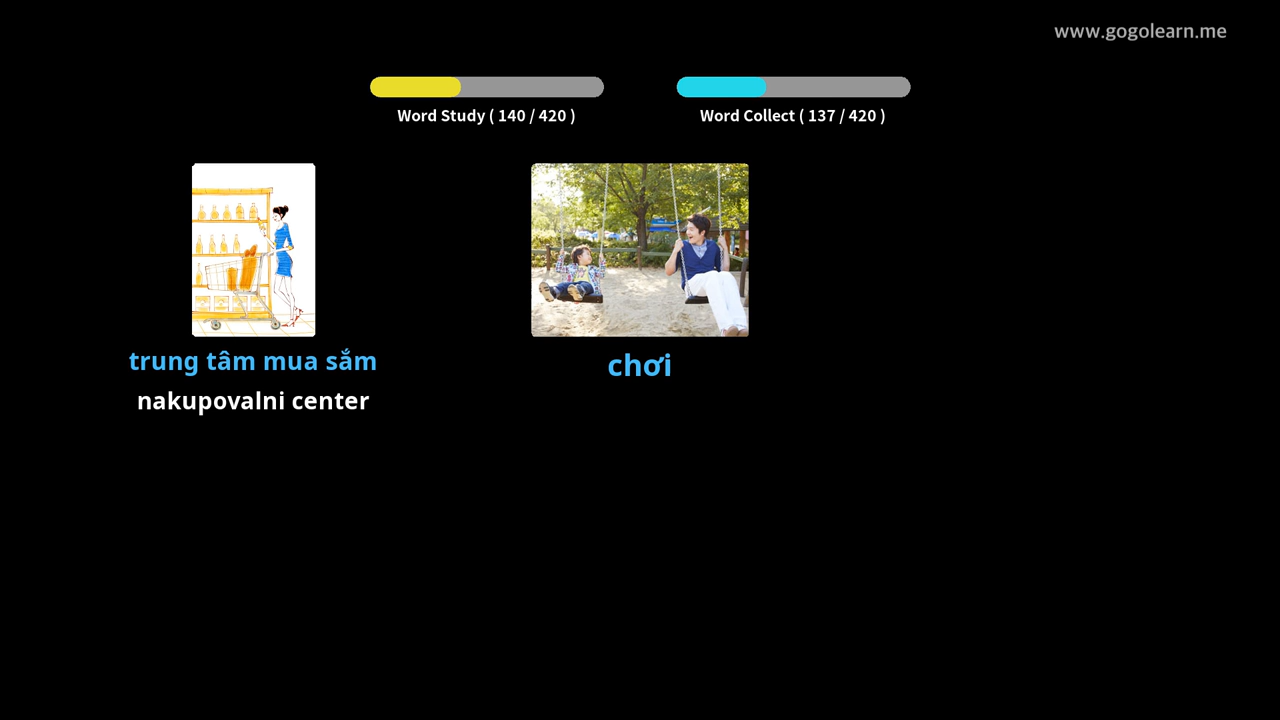 www.gogolearn.me
Word Study ( 140 / 420 )
Word Collect ( 137 / 420 )
trung tâm mua sắm
nakupovalni center
chơi